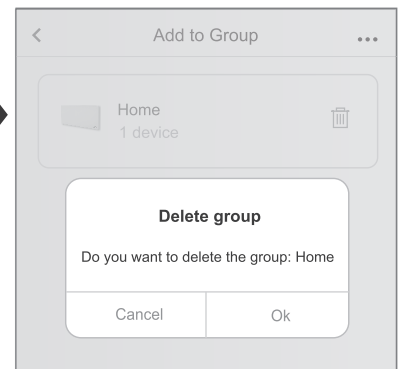 Add to Group
Home
1 device
Delete group
Do you want to delete the group: Home
Cancel
Ok